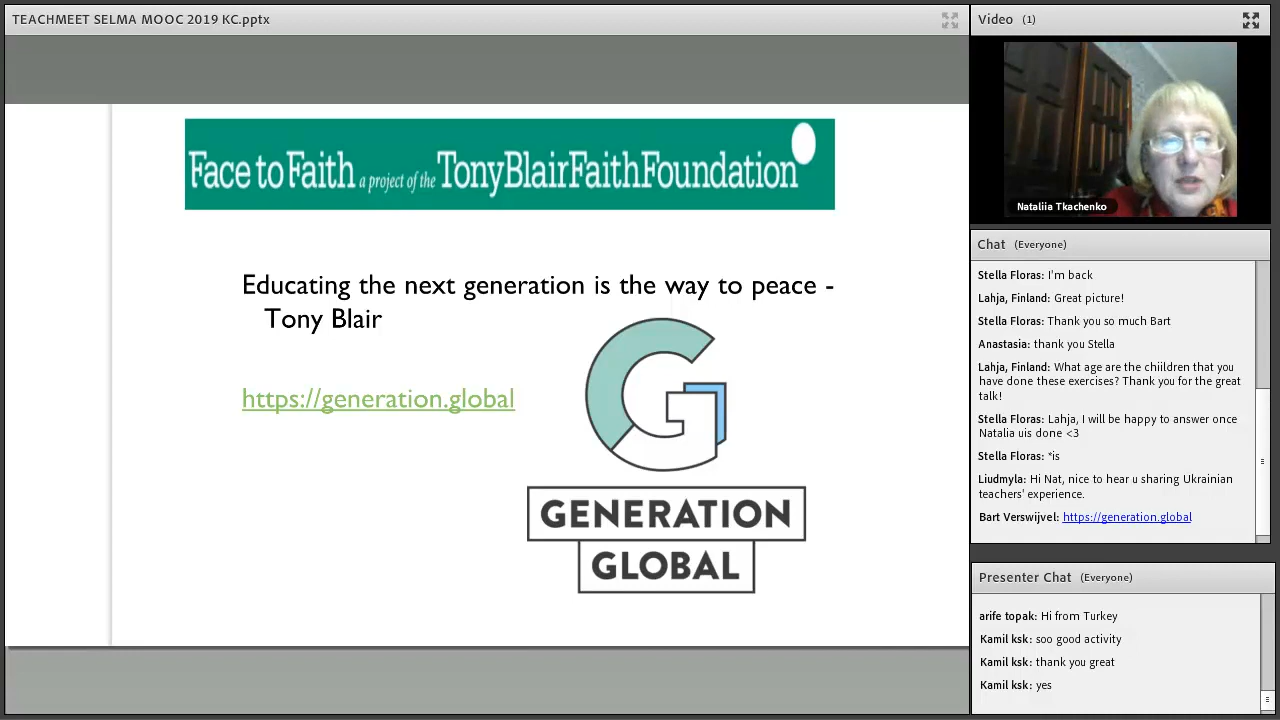 TEACHMEET SELMA MOOC 2019 KC.pptx
Face to Faith a project of the TonyBlairFaithFoundation
Educating the next generation is the way to peace -
Tony Blair
https://generation.global
GENERATION
GLOBAL
Video (1)
Nataliia Tkachenko
Chat (Everyone)
Stella Floras: I'm back
Lahja, Finland: Great picture!
Stella Floras: Thank you so much Bart
Anastasia: thank you Stella
Lahja, Finland: What age are the chiildren that you
have done these exercises? Thank you for the great
talk!
Stella Floras: Lahja, I will be happy to answer once
Natalia uis done <3
Stella Floras: *is
Liudmyla: Hi Nat, nice to hear u sharing Ukrainian
teachers' experience.
Bart Verswijvel: https://generation.global
Presenter Chat (Everyone)
arife topak: Hi from Turkey
Kamil ksk: soo good activity
Kamil ksk: thank you great
Kamil ksk: yes